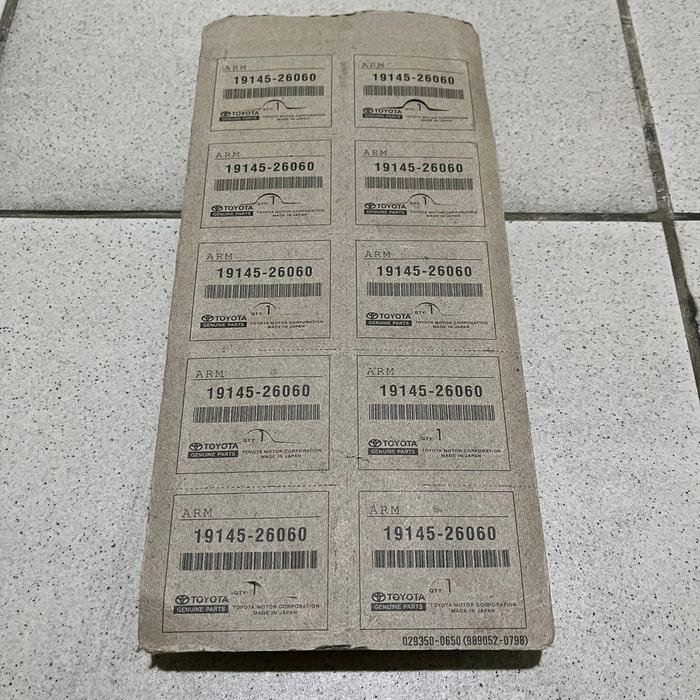 ARM
19145-26060
QTY. 1
TOYOTA
GENUINE PARTS
TOYOTA MOTOR CORPORATION
MADE IN JAPAN
ARM
19145-26060
QTY. 1
TOYOTA
GENUINE PARTS
TOYOTA MOTOR CORPORATION
MADE IN JAPAN
ARM
19145-26060
QTY. 1
TOYOTA
GENUINE PARTS
TOYOTA MOTOR CORPORATION
MADE IN JAPAN
ARM
19145-26060
QTY. 1
TOYOTA
GENUINE PARTS
TOYOTA MOTOR CORPORATION
MADE IN JAPAN
ARM
19145-26060
QTY. 1
TOYOTA
GENUINE PARTS
TOYOTA MOTOR CORPORATION
MADE IN JAPAN
ARM
19145-26060
QTY. 1
TOYOTA
GENUINE PARTS
TOYOTA MOTOR CORPORATION
MADE IN JAPAN
ARM
19145-26060
QTY. 1
TOYOTA
GENUINE PARTS
TOYOTA MOTOR CORPORATION
MADE IN JAPAN
ARM
19145-26060
QTY. 1
TOYOTA
GENUINE PARTS
TOYOTA MOTOR CORPORATION
MADE IN JAPAN
ARM
19145-26060
QTY. 1
TOYOTA
GENUINE PARTS
TOYOTA MOTOR CORPORATION
MADE IN JAPAN
ARM
19145-26060
QTY. 1
TOYOTA
GENUINE PARTS
TOYOTA MOTOR CORPORATION
MADE IN JAPAN
029350-0650 (989052-0798)